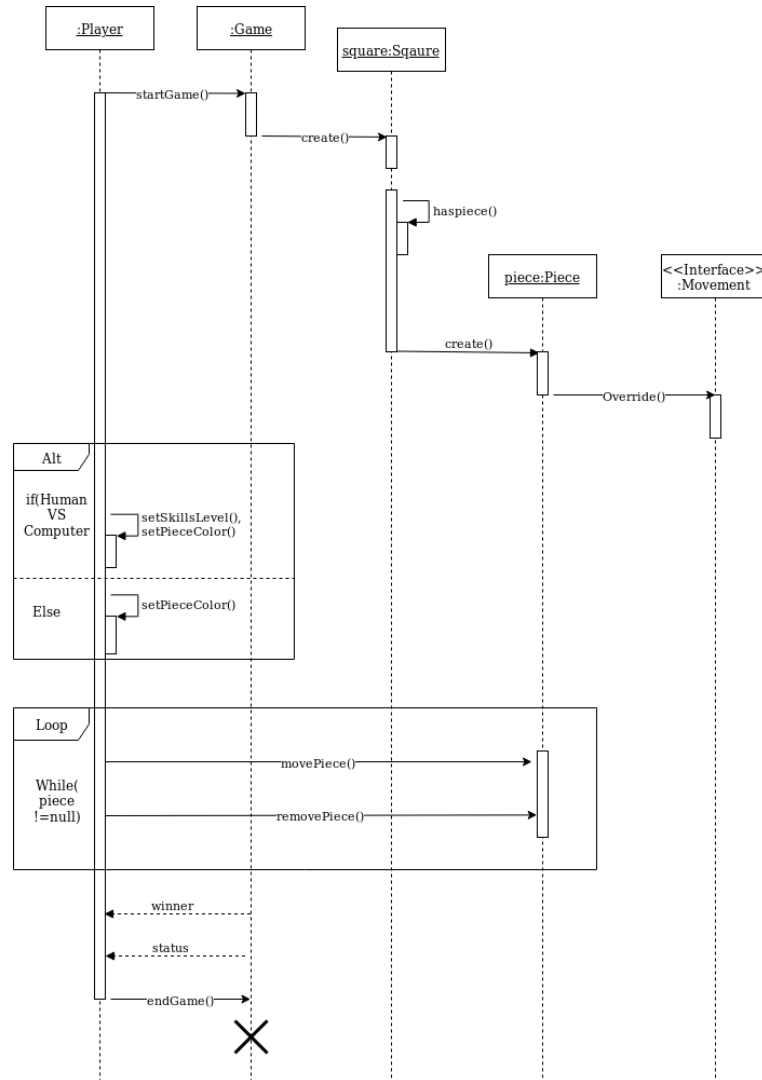 :Player
:Game
square:Sqaure
startGame()
create()
haspiece()
piece:Piece
<<Interface>>
:Movement
create()
Override()
Alt
if(Human
VS
Computer
setSkillsLevel(),
setPieceColor()
Else
setPieceColor()
Loop
movePiece()
While(
piece
!=null)
removePiece()
winner
status
endGame()